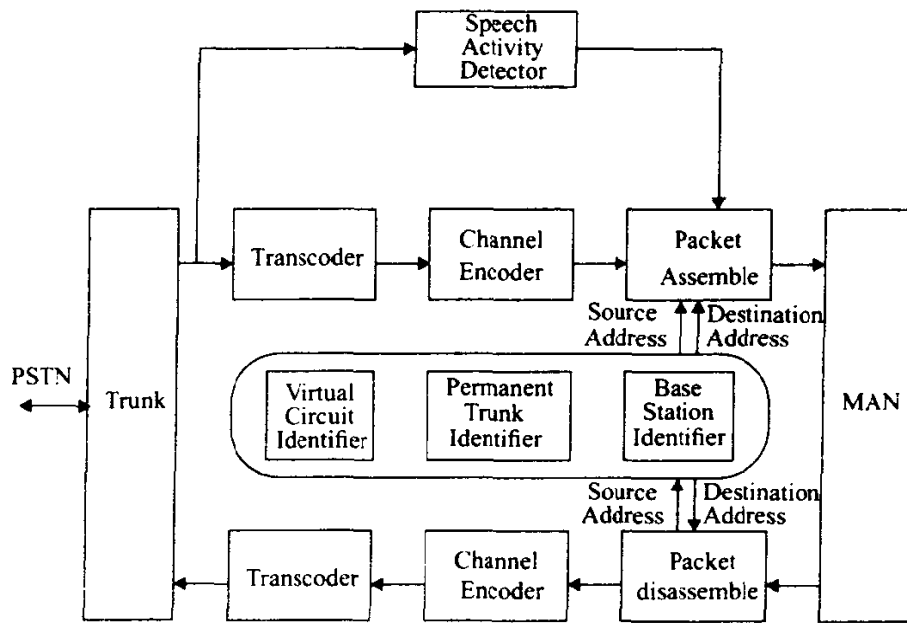 Speech
Activity
Detector
Transcoder
Channel
Encoder
Packet
Assemble
Source
Address
Destination
Address
PSTN
Trunk
Virtual
Circuit
Identifier
Permanent
Trunk
Identifier
Base
Station
Identifier
MAN
Source
Address
Destination
Address
Transcoder
Channel
Encoder
Packet
disassemble